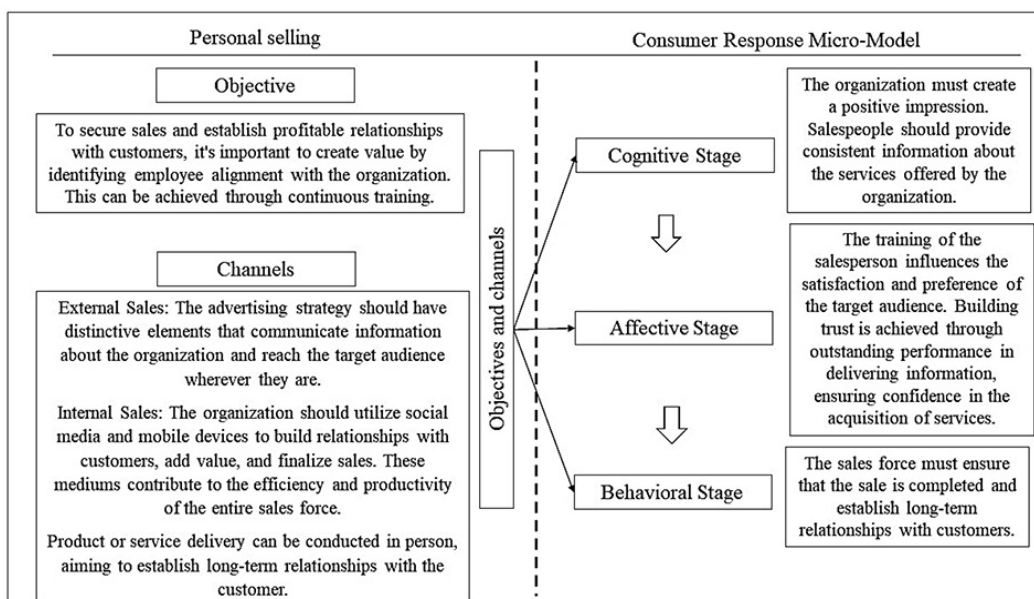 Personal selling
Objective
To secure sales and establish profitable relationships
with customers, it's important to create value by
identifying employee alignment with the organization.
This can be achieved through continuous training.
Channels
External Sales: The advertising strategy should have
distinctive elements that communicate information
about the organization and reach the target audience
wherever they are.
Internal Sales: The organization should utilize social
media and mobile devices to build relationships with
customers, add value, and finalize sales. These
mediums contribute to the efficiency and productivity
of the entire sales force.
Product or service delivery can be conducted in person,
aiming to establish long-term relationships with the
customer.
Objectives and channels
Consumer Response Micro-Model
Cognitive Stage
The organization must create
a positive impression.
Salespeople should provide
consistent information about
the services offered by the
organization.
Affective Stage
The training of the
salesperson influences the
satisfaction and preference of
the target audience. Building
trust is achieved through
outstanding performance in
delivering information,
ensuring confidence in the
acquisition of services.
Behavioral Stage
The sales force must ensure
that the sale is completed and
establish long-term
relationships with customers.